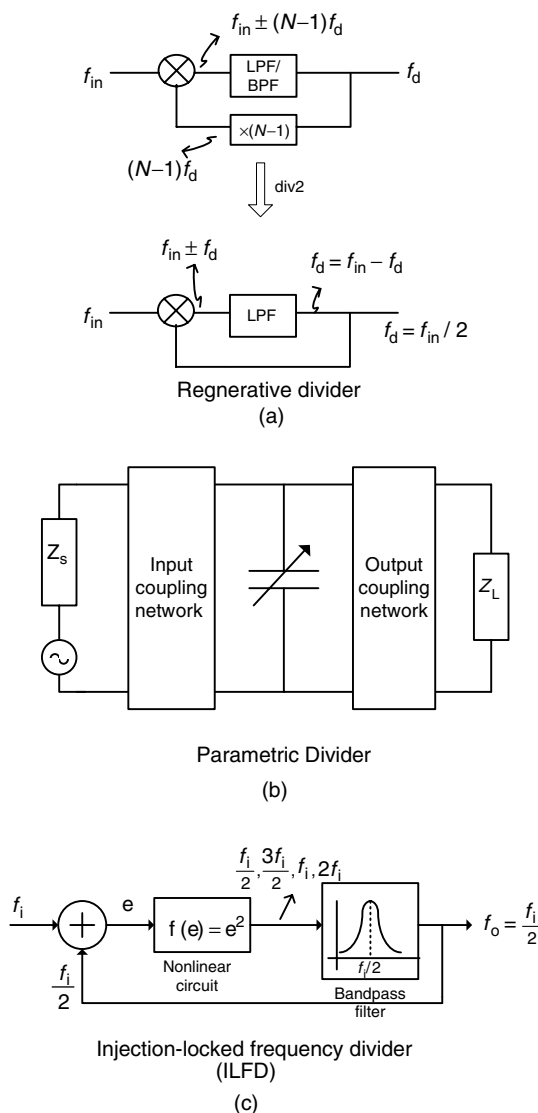 f_in ± (N−1)f_d
f_in
LPF/
BPF
f_d
×(N−1)
(N−1)f_d
div2
f_in ± f_d
f_d = f_in − f_d
f_in
LPF
f_d = f_in / 2
Regnerative divider
(a)
Z_s
Input
coupling
network
Output
coupling
network
Z_L
Parametric Divider
(b)
f_i/2, 3f_i/2, f_i, 2f_i
f_i
+
e
f (e) = e²
f_i/2
f_o = f_i/2
f_i/2
Nonlinear
circuit
Bandpass
filter
Injection-locked frequency divider
(ILFD)
(c)